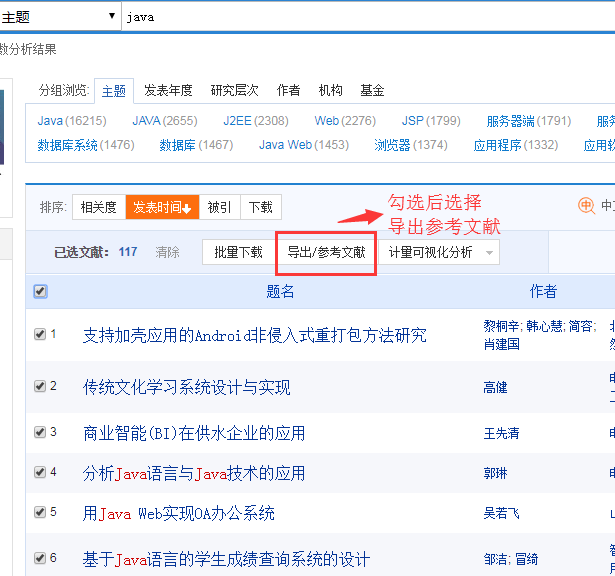 主题 java
数分析结果
分组浏览: 主题 发表年度 研究层次 作者 机构 基金
Java(16215) JAVA(2655) J2EE(2308) Web(2276) JSP(1799) 服务器端(1791) 服务
数据库系统(1476) 数据库(1467) Java Web(1453) 浏览器(1374) 应用程序(1332) 应用软
勾选后选择
导出参考文献
排序: 相关度 发表时间 被引 下载 中
已选文献: 117 清除 批量下载 导出/参考文献 计量可视化分析
题名 作者
1 支持加壳应用的Android非侵入式重打包方法研究 黎桐辛; 韩心慧; 简容;
肖建国
2 传统文化学习系统设计与实现 高健
3 商业智能(BI)在供水企业的应用 王先清
4 分析Java语言与Java技术的应用 郭琳
5 用Java Web实现OA办公系统 吴若飞
6 基于Java语言的学生成绩查询系统的设计 邹洁; 冒绮